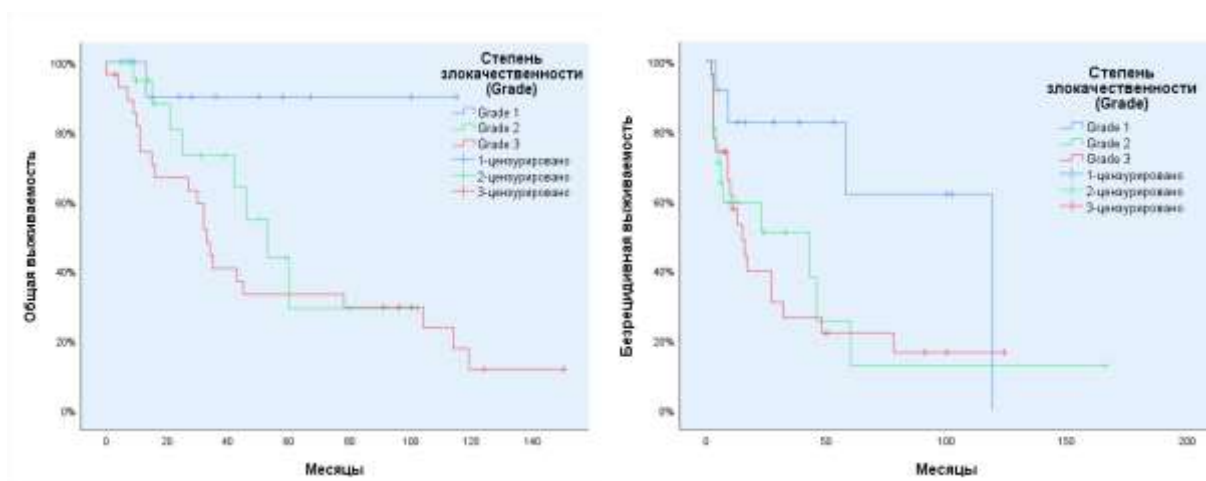 Общая выживаемость
100%
80%
60%
40%
20%
0%
0 20 40 60 80 100 120 140
Месяцы
Степень
злокачественности
(Grade)
Grade 1
Grade 2
Grade 3
1-цензурировано
2-цензурировано
3-цензурировано
Безрецидивная выживаемость
100%
80%
60%
40%
20%
0%
0 50 100 150 200
Месяцы
Степень
злокачественности
(Grade)
Grade 1
Grade 2
Grade 3
1-цензурировано
2-цензурировано
3-цензурировано